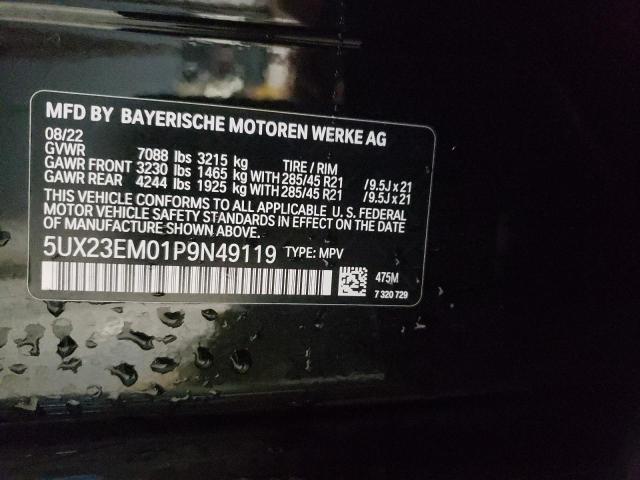 MFD BY BAYERISCHE MOTOREN WERKE AG
08/22
GVWR 7088 lbs 3215 kg TIRE / RIM
GAWR FRONT 3230 lbs 1465 kg WITH 285/45 R21 /9.5J x 21
GAWR REAR 4244 lbs 1925 kg WITH 285/45 R21 /9.5J x 21
THIS VEHICLE CONFORMS TO ALL APPLICABLE U. S. FEDERAL
MOTOR VEHICLE SAFETY STANDARDS IN EFFECT ON THE DATE
OF MANUFACTURE SHOWN ABOVE.
5UX23EM01P9N49119 TYPE: MPV
475M
7 320 729